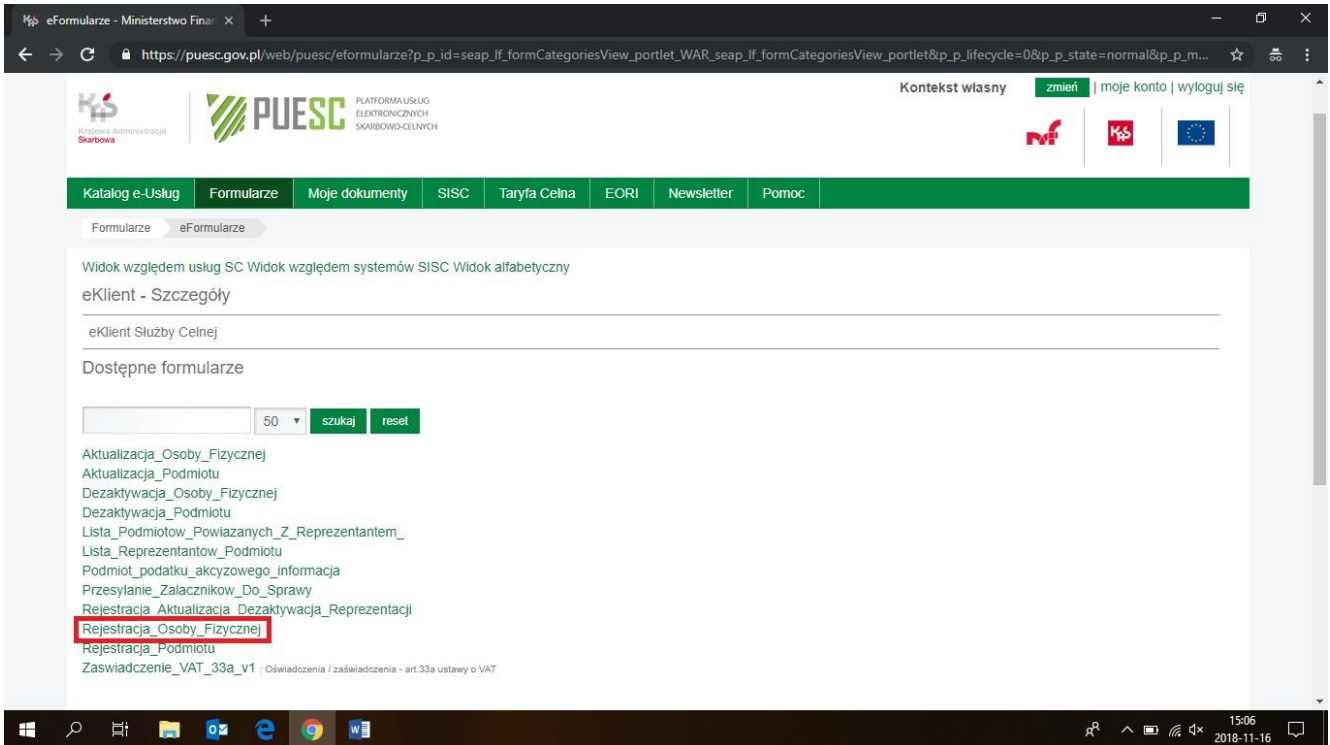 eFormularze - Ministerstwo Finan
https://puesc.gov.pl/web/puesc/eformularze?p_p_id=seap_lf_formCategoriesView_portlet_WAR_seap_lf_formCategoriesView_portlet&p_p_lifecycle=0&p_p_state=normal&p_p_m...
Kontekst własny zmień | moje konto | wyloguj się
KAS
Krajowa Administracja
Skarbowa
PUESC
PLATFORMA USŁUG
ELEKTRONICZNYCH
SKARBOWO-CELNYCH
mf KAS
Katalog e-Usług Formularze Moje dokumenty SISC Taryfa Celna EORI Newsletter Pomoc
Formularze eFormularze
Widok względem usług SC Widok względem systemów SISC Widok alfabetyczny
eKlient - Szczegóły
eKlient Służby Celnej
Dostępne formularze
50 szukaj reset
Aktualizacja_Osoby_Fizycznej
Aktualizacja_Podmiotu
Dezaktywacja_Osoby_Fizycznej
Dezaktywacja_Podmiotu
Lista_Podmiotow_Powiazanych_Z_Reprezentantem_
Lista_Reprezentantow_Podmiotu
Podmiot_podatku_akcyzowego_informacja
Przesylanie_Zalacznikow_Do_Sprawy
Rejestracja_Aktualizacja_Dezaktywacja_Reprezentacji
Rejestracja_Osoby_Fizycznej
Rejestracja_Podmiotu
Zaswiadczenie_VAT_33a_v1 : Oświadczenia / zaświadczenia - art.33a ustawy o VAT
15:06
2018-11-16